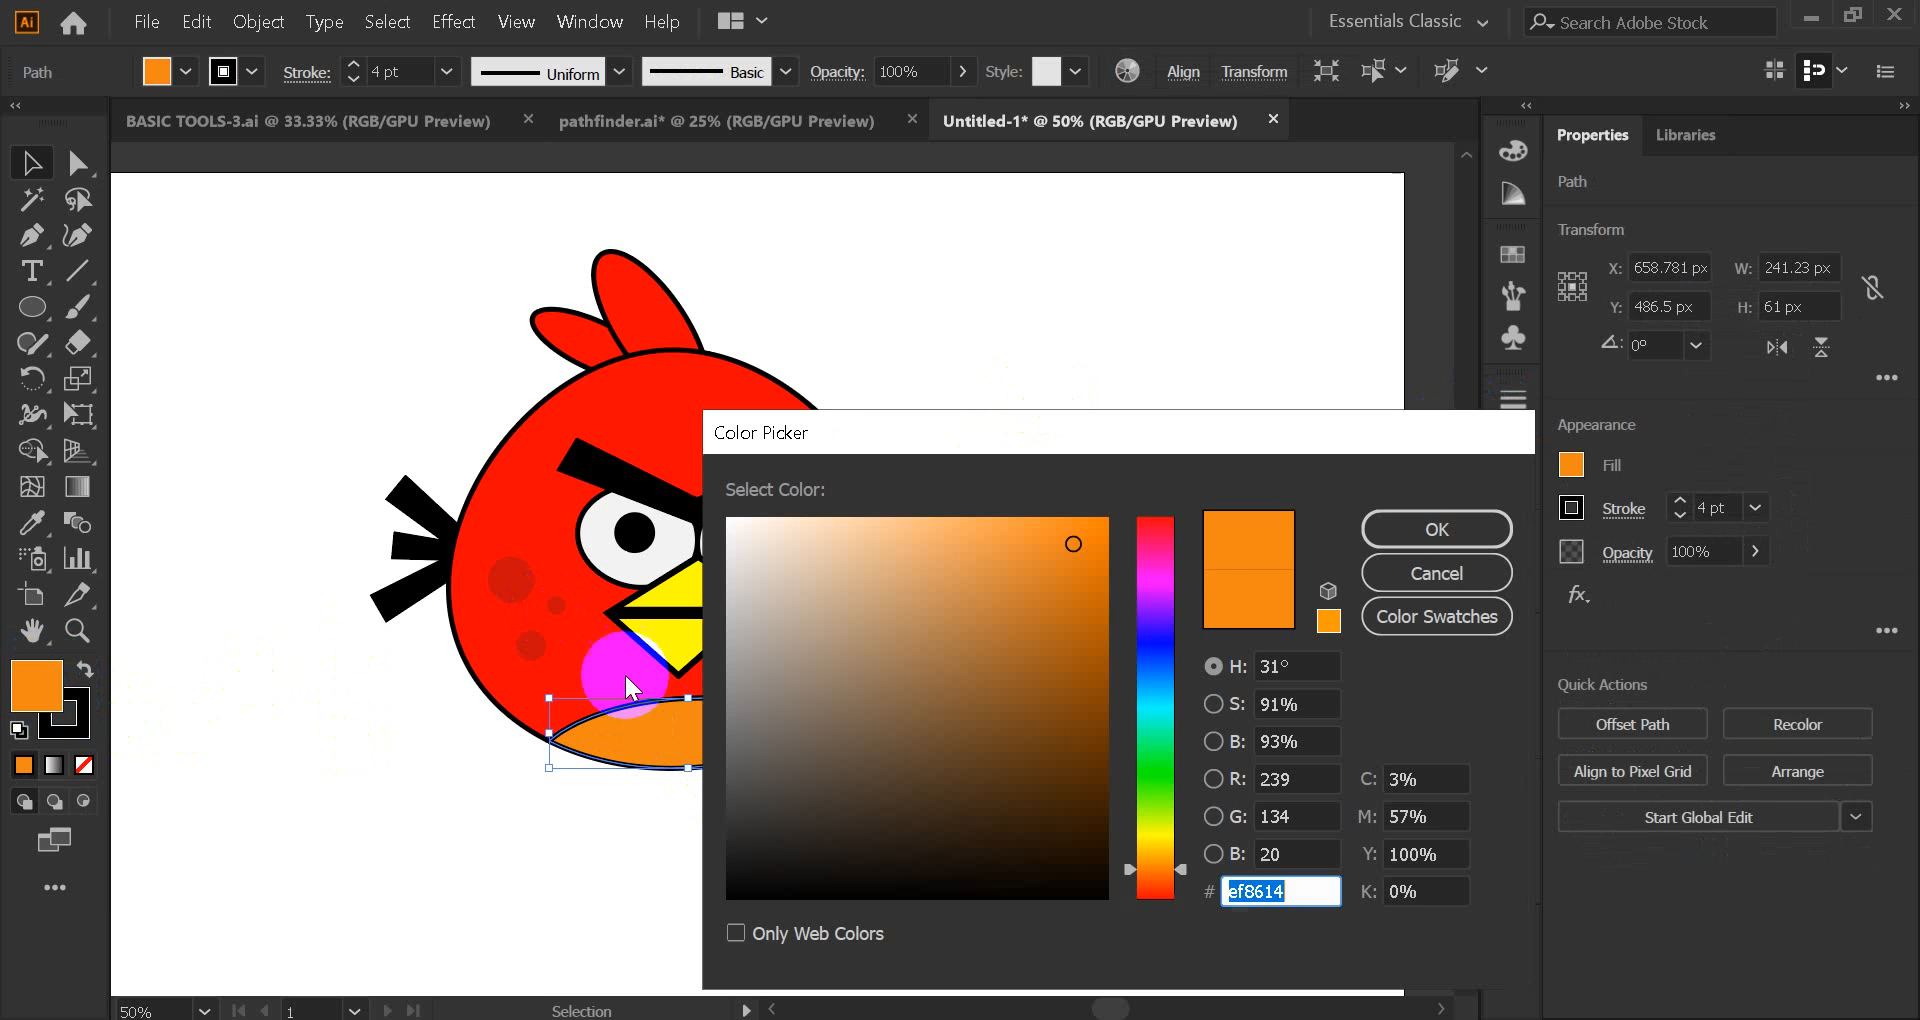 Ai File Edit Object Type Select Effect View Window Help Essentials Classic Search Adobe Stock
Path Stroke: 4 pt Uniform Basic Opacity: 100% Style: Align Transform
BASIC TOOLS-3.ai @ 33.33% (RGB/GPU Preview) × pathfinder.ai* @ 25% (RGB/GPU Preview) × Untitled-1* @ 50% (RGB/GPU Preview) ×
Properties Libraries
Path
Transform
X: 658.781 px W: 241.23 px
Y: 486.5 px H: 61 px
0°
Appearance
Fill
Stroke 4 pt
Opacity 100%
fx.
Quick Actions
Offset Path Recolor
Align to Pixel Grid Arrange
Start Global Edit
Color Picker
Select Color:
OK
Cancel
Color Swatches
H: 31°
S: 91%
B: 93%
R: 239 C: 3%
G: 134 M: 57%
B: 20 Y: 100%
# ef8614 K: 0%
Only Web Colors
50% 1 Selection